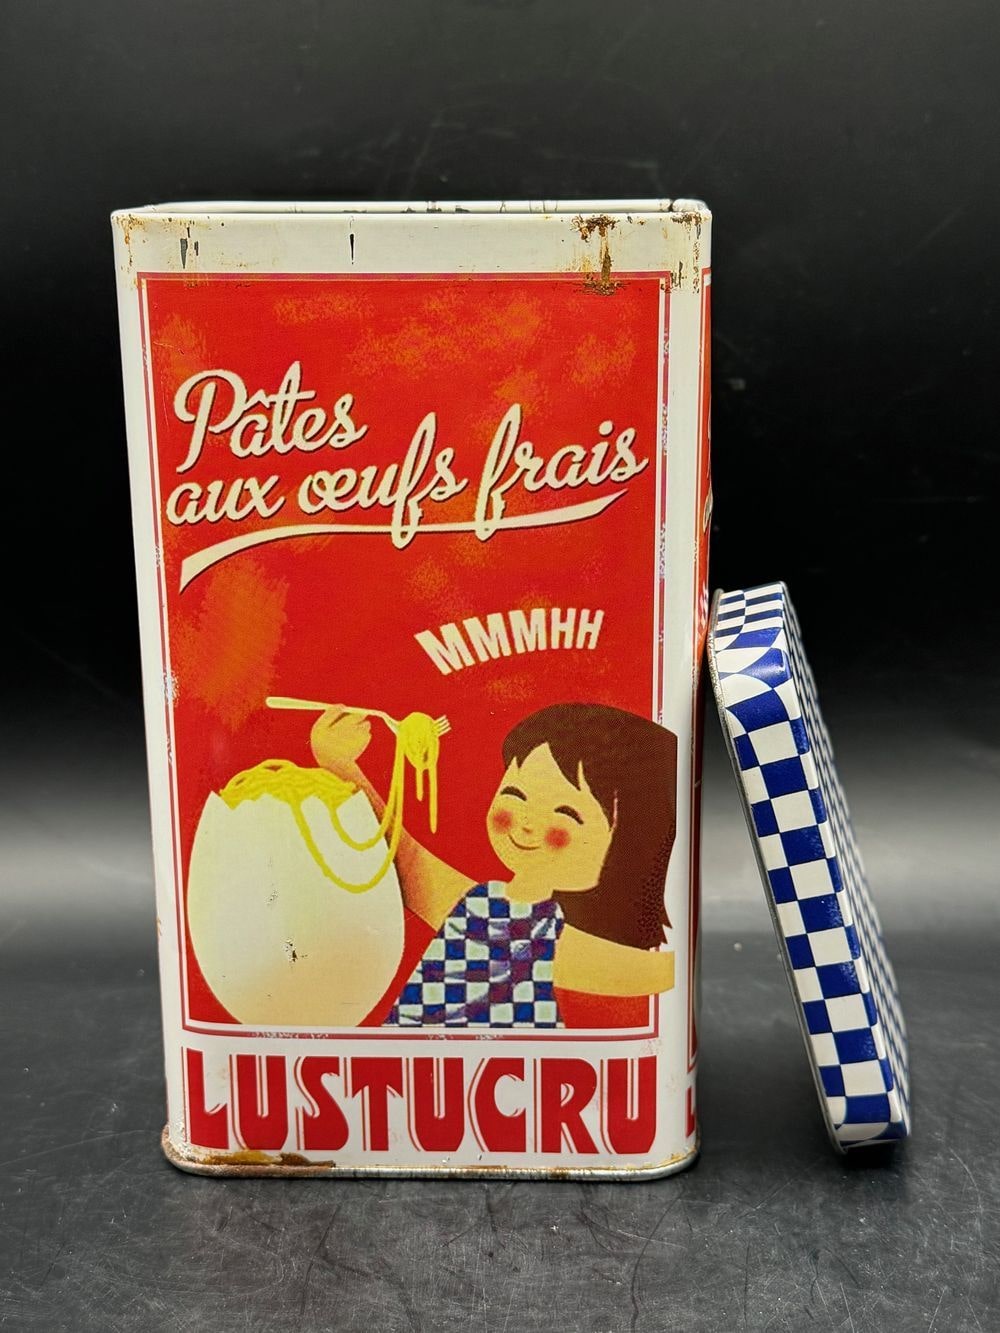 Pâtes
aux œufs frais
MMMHH
LUSTUCRU